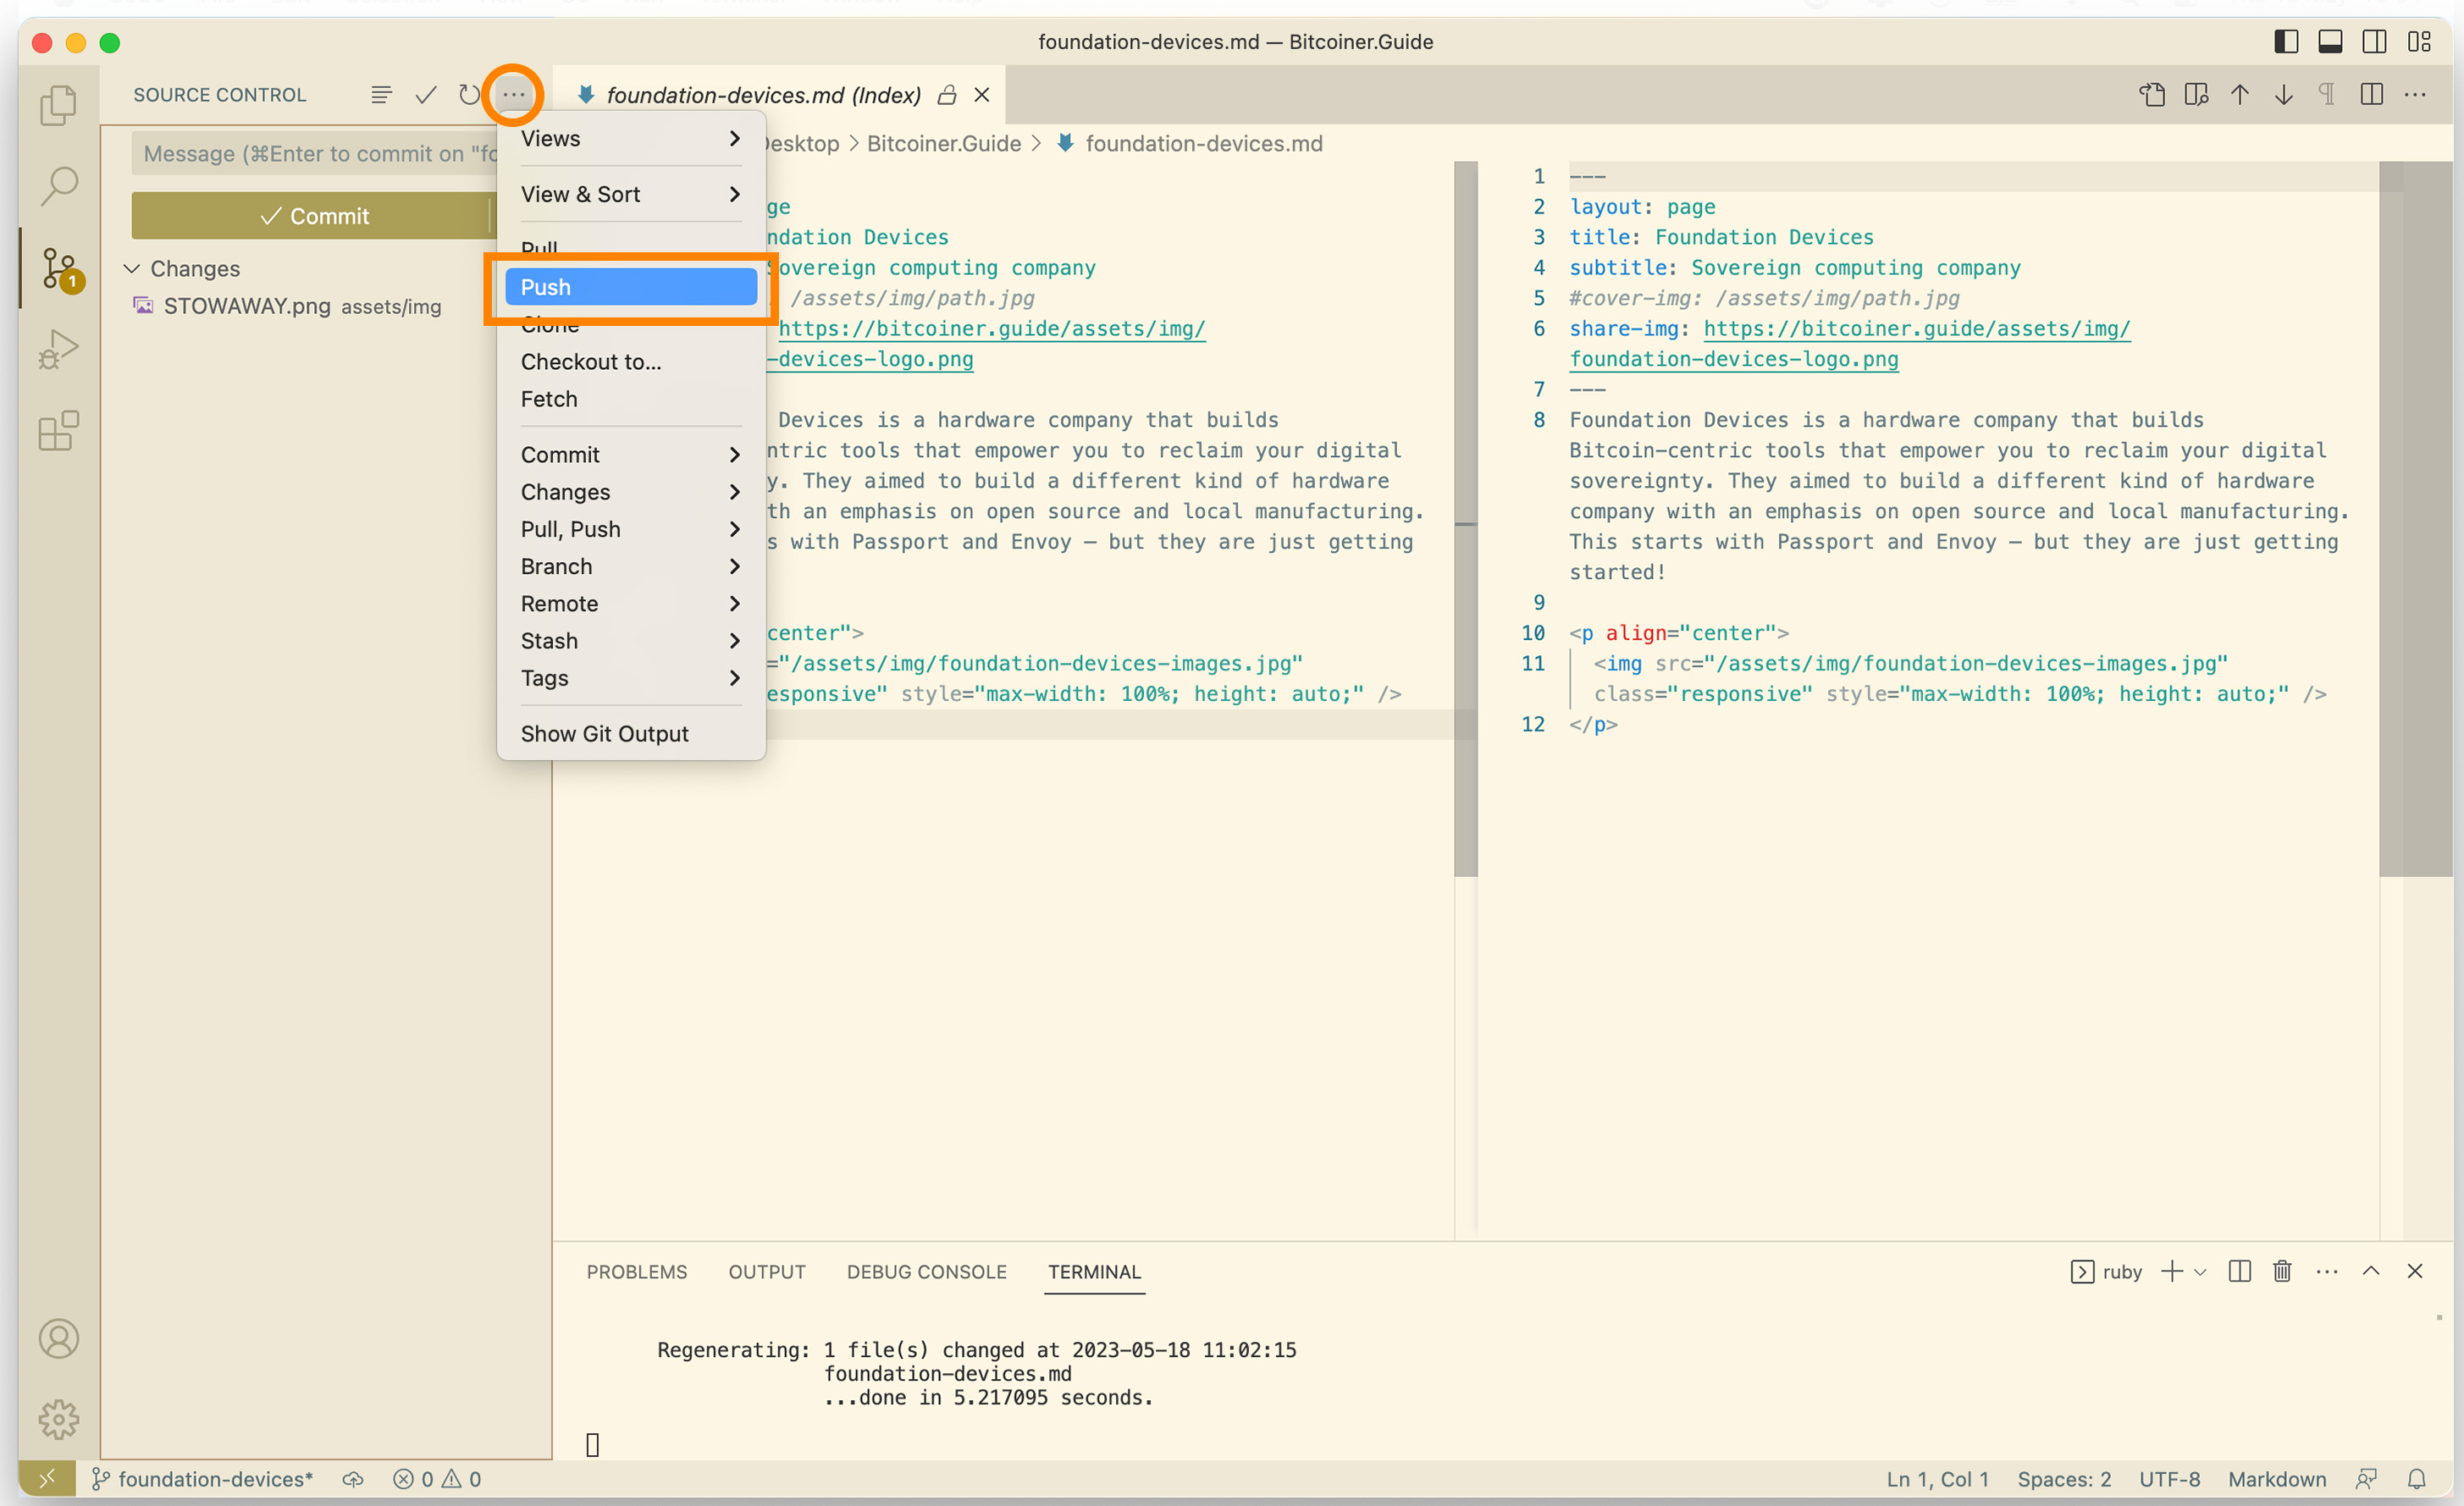 foundation-devices.md — Bitcoiner.Guide
SOURCE CONTROL
foundation-devices.md (Index)
Message (⌘Enter to commit on "fo
Commit
Changes
1
STOWAWAY.png assets/img
Views
View & Sort
Pull
Push
Clone
Checkout to...
Fetch
Commit
Changes
Pull, Push
Branch
Remote
Stash
Tags
Show Git Output
esktop > Bitcoiner.Guide > foundation-devices.md
ge
ndation Devices
overeign computing company
/assets/img/path.jpg
https://bitcoiner.guide/assets/img/
-devices-logo.png
Devices is a hardware company that builds
ntric tools that empower you to reclaim your digital
y. They aimed to build a different kind of hardware
th an emphasis on open source and local manufacturing.
s with Passport and Envoy — but they are just getting
center">
="/assets/img/foundation-devices-images.jpg"
esponsive" style="max-width: 100%; height: auto;" />
1 ---
2 layout: page
3 title: Foundation Devices
4 subtitle: Sovereign computing company
5 #cover-img: /assets/img/path.jpg
6 share-img: https://bitcoiner.guide/assets/img/
foundation-devices-logo.png
7 ---
8 Foundation Devices is a hardware company that builds
Bitcoin-centric tools that empower you to reclaim your digital
sovereignty. They aimed to build a different kind of hardware
company with an emphasis on open source and local manufacturing.
This starts with Passport and Envoy — but they are just getting
started!
9
10 <p align="center">
11 <img src="/assets/img/foundation-devices-images.jpg"
class="responsive" style="max-width: 100%; height: auto;" />
12 </p>
PROBLEMS OUTPUT DEBUG CONSOLE TERMINAL
ruby
Regenerating: 1 file(s) changed at 2023-05-18 11:02:15
foundation-devices.md
...done in 5.217095 seconds.
foundation-devices* 0 0
Ln 1, Col 1 Spaces: 2 UTF-8 Markdown